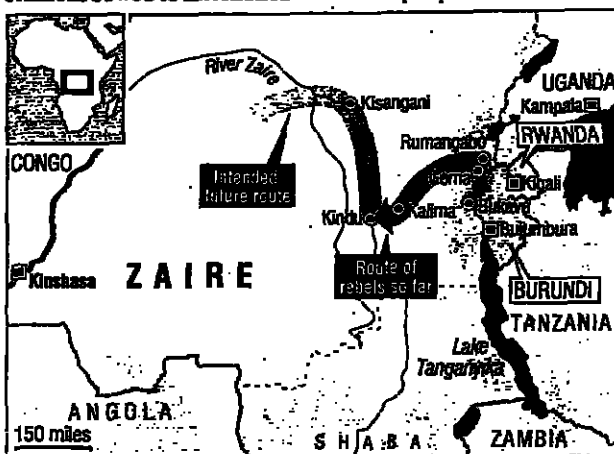 River Zaire
UGANDA
Kampala
Kisangani
CONGO
Rumangabo
RWANDA
Intended
future route
Goma
Kigali
Kindu
Kalima
Bukavu
Bujumbura
Kinshasa
ZAIRE
Route of
rebels so far
BURUNDI
TANZANIA
Lake
Tanganyika
ANGOLA
150 miles
SHABA
ZAMBIA